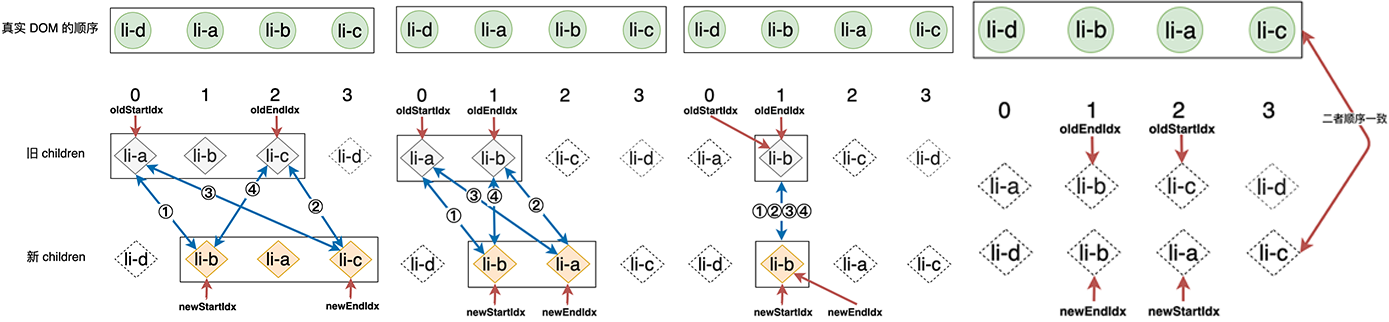 真实 DOM 的顺序
li-d li-a li-b li-c
0 1 2 3
oldStartIdx oldEndIdx
旧 children
li-a li-b li-c li-d
① ③ ④ ②
新 children
li-d li-b li-a li-c
newStartIdx newEndIdx
li-d li-a li-b li-c
0 1 2 3
oldStartIdx oldEndIdx
li-a li-b li-c li-d
① ③ ④ ②
li-d li-b li-a li-c
newStartIdx newEndIdx
li-d li-b li-a li-c
0 1 2 3
oldStartIdx oldEndIdx
li-a li-b li-c li-d
①②③④
li-d li-b li-a li-c
newStartIdx newEndIdx
li-d li-b li-a li-c
0 1 2 3
oldEndIdx oldStartIdx
二者顺序一致
li-a li-b li-c li-d
li-d li-b li-a li-c
newEndIdx newStartIdx